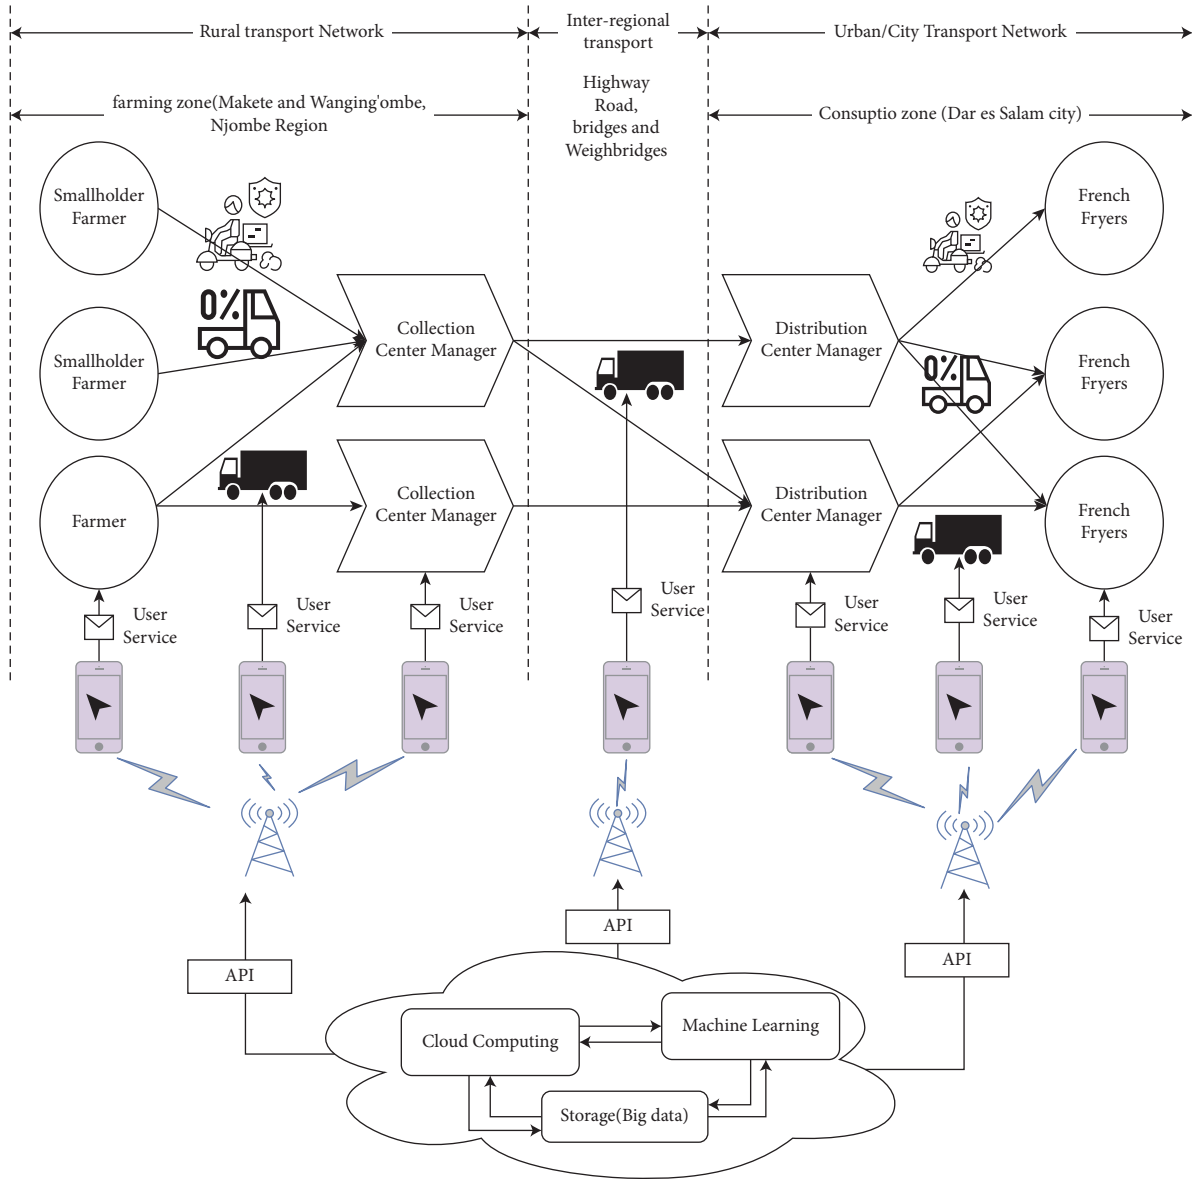 Rural transport Network
Inter-regional
transport
Urban/City Transport Network
farming zone(Makete and Wanging'ombe,
Njombe Region
Highway
Road,
bridges and
Weighbridges
Consuptio zone (Dar es Salam city)
Smallholder
Farmer
French
Fryers
0%
Collection
Center Manager
Distribution
Center Manager
Smallholder
Farmer
0%
French
Fryers
Farmer
Collection
Center Manager
Distribution
Center Manager
French
Fryers
User
Service
User
Service
User
Service
User
Service
User
Service
User
Service
User
Service
API
API
API
Cloud Computing
Machine Learning
Storage(Big data)